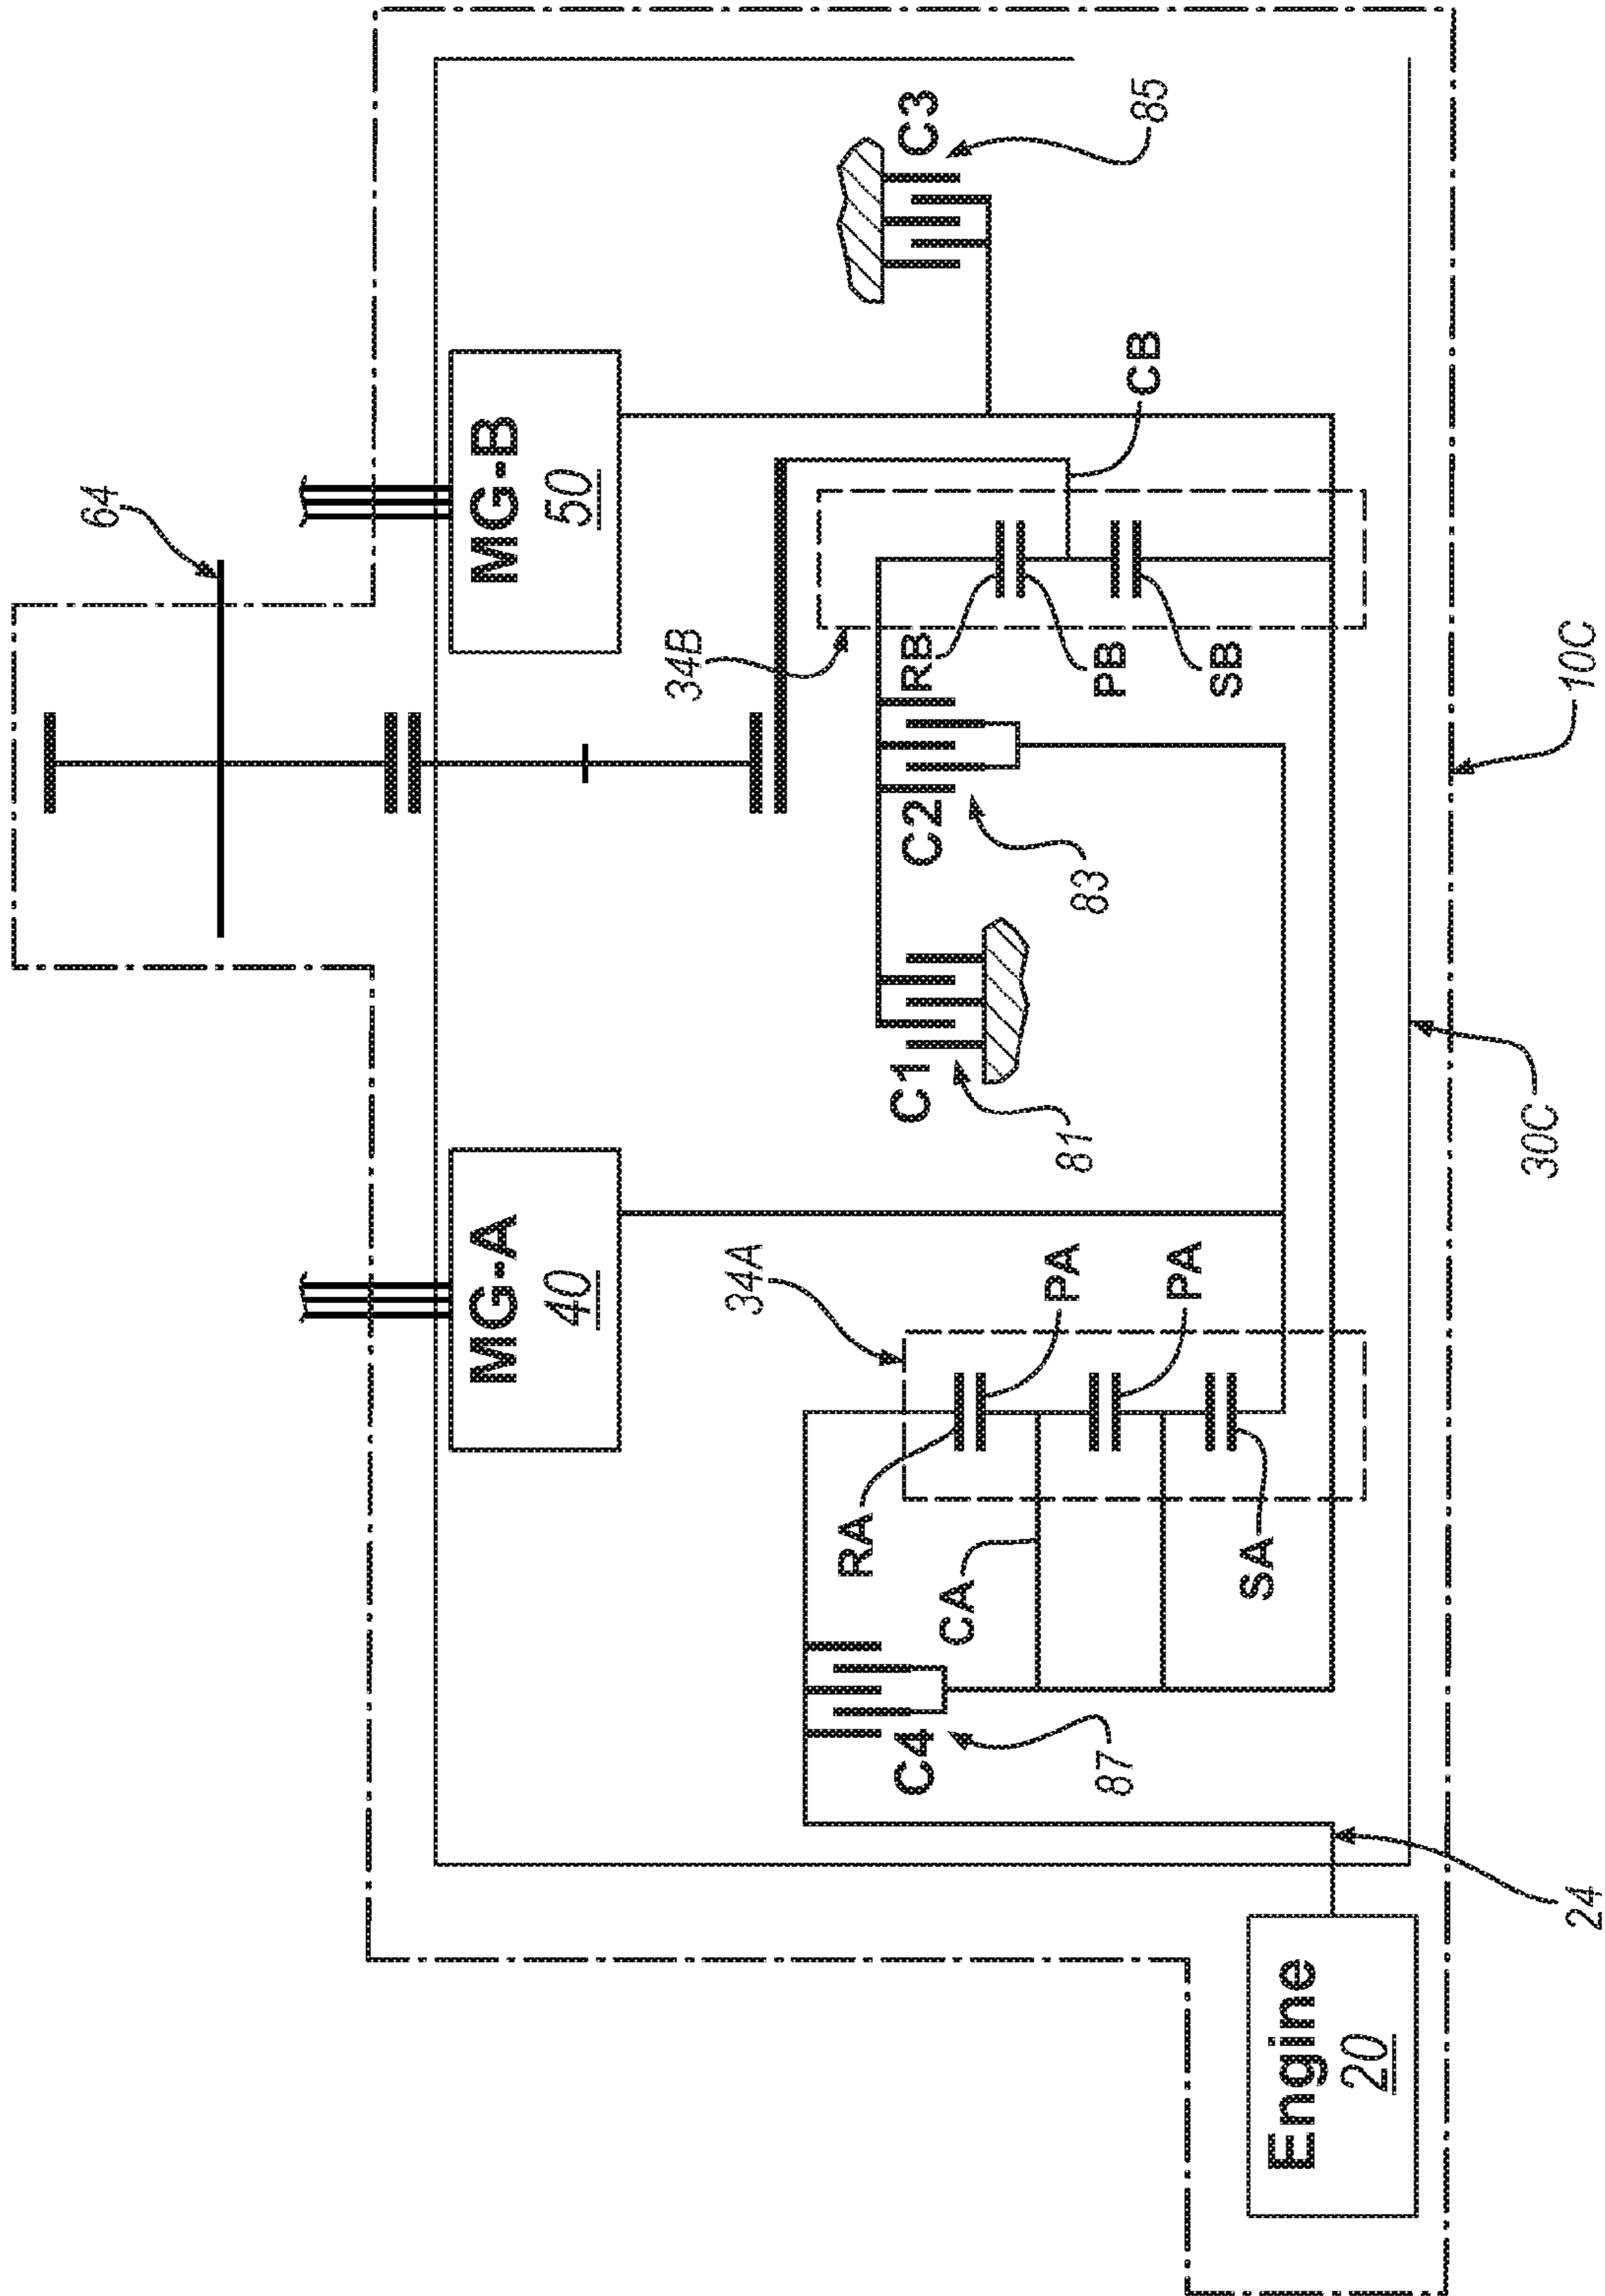 64
MG-A
40
MG-B
50
34A
PA
PA
RA
CA
SA
C4
87
C1
81
C2
83
34B
RB
PB
SB
CB
C3
85
Engine
20
24
30C
10C